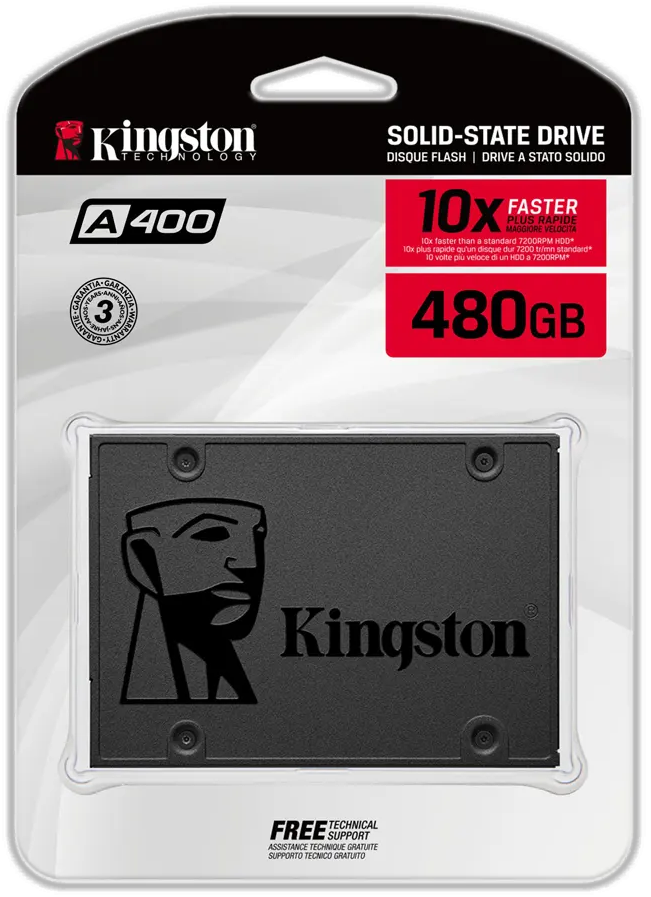 Kingston®
TECHNOLOGY
SOLID-STATE DRIVE
DISQUE FLASH | DRIVE A STATO SOLIDO
A400
10x FASTER
PLUS RAPIDE
MAGGIORE VELOCITÀ
10x faster than a standard 7200RPM HDD*
10x plus rapide qu'un disque dur 7200 tr/mn standard*
10 volte più veloce di un HDD a 7200RPM*
480GB
3
Kingston®
FREE TECHNICAL
SUPPORT
ASSISTANCE TECHNIQUE GRATUITE
SUPPORTO TECNICO GRATUITO